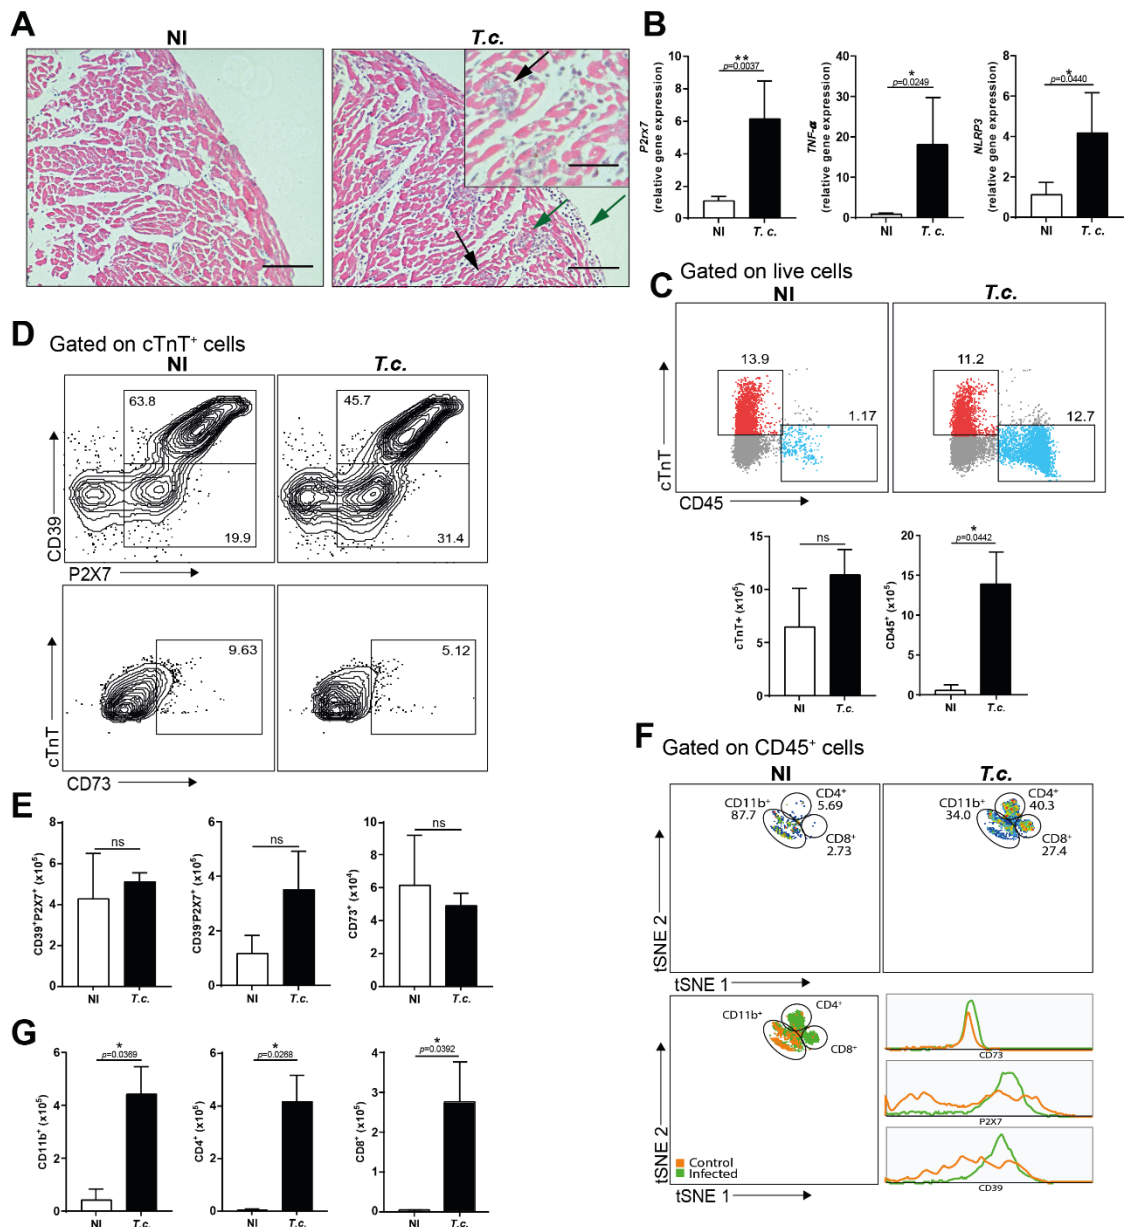 A
NI
T.c.
B
P2rx7
(relative gene expression)
10
8
6
4
2
0
**
p=0.0037
NI
T. c.
TNF-α
(relative gene expression)
40
30
20
10
0
*
p=0.0249
NI
T. c.
NLRP3
(relative gene expression)
8
6
4
2
0
*
p=0.0440
NI
T. c.
C
Gated on live cells
NI
T.c.
13.9
1.17
11.2
12.7
cTnT
CD45
cTnT+ (x10⁵)
15
10
5
0
ns
NI
T.c.
CD45⁺ (x10⁵)
20
15
10
5
0
*
p=0.0442
NI
T.c.
D
Gated on cTnT⁺ cells
NI
T.c.
63.8
19.9
45.7
31.4
CD39
P2X7
9.63
5.12
cTnT
CD73
E
CD39⁺P2X7⁺ (x10⁵)
8
6
4
2
0
ns
NI
T.c.
CD39⁻P2X7⁺ (x10⁵)
6
4
2
0
ns
NI
T.c.
CD73⁺ (x10⁴)
10
8
6
4
2
0
ns
NI
T.c.
F
Gated on CD45⁺ cells
NI
T.c.
CD11b⁺
87.7
CD4⁺
5.69
CD8⁺
2.73
CD11b⁺
34.0
CD4⁺
40.3
CD8⁺
27.4
tSNE 2
tSNE 1
CD11b⁺
CD4⁺
CD8⁺
Control
Infected
tSNE 2
tSNE 1
CD73
P2X7
CD39
G
CD11b⁺ (x10⁵)
6
4
2
0
*
p=0.0369
NI
T.c.
CD4⁺ (x10⁵)
6
4
2
0
*
p=0.0268
NI
T.c.
CD8⁺ (x10⁵)
4
3
2
1
0
*
p=0.0392
NI
T.c.